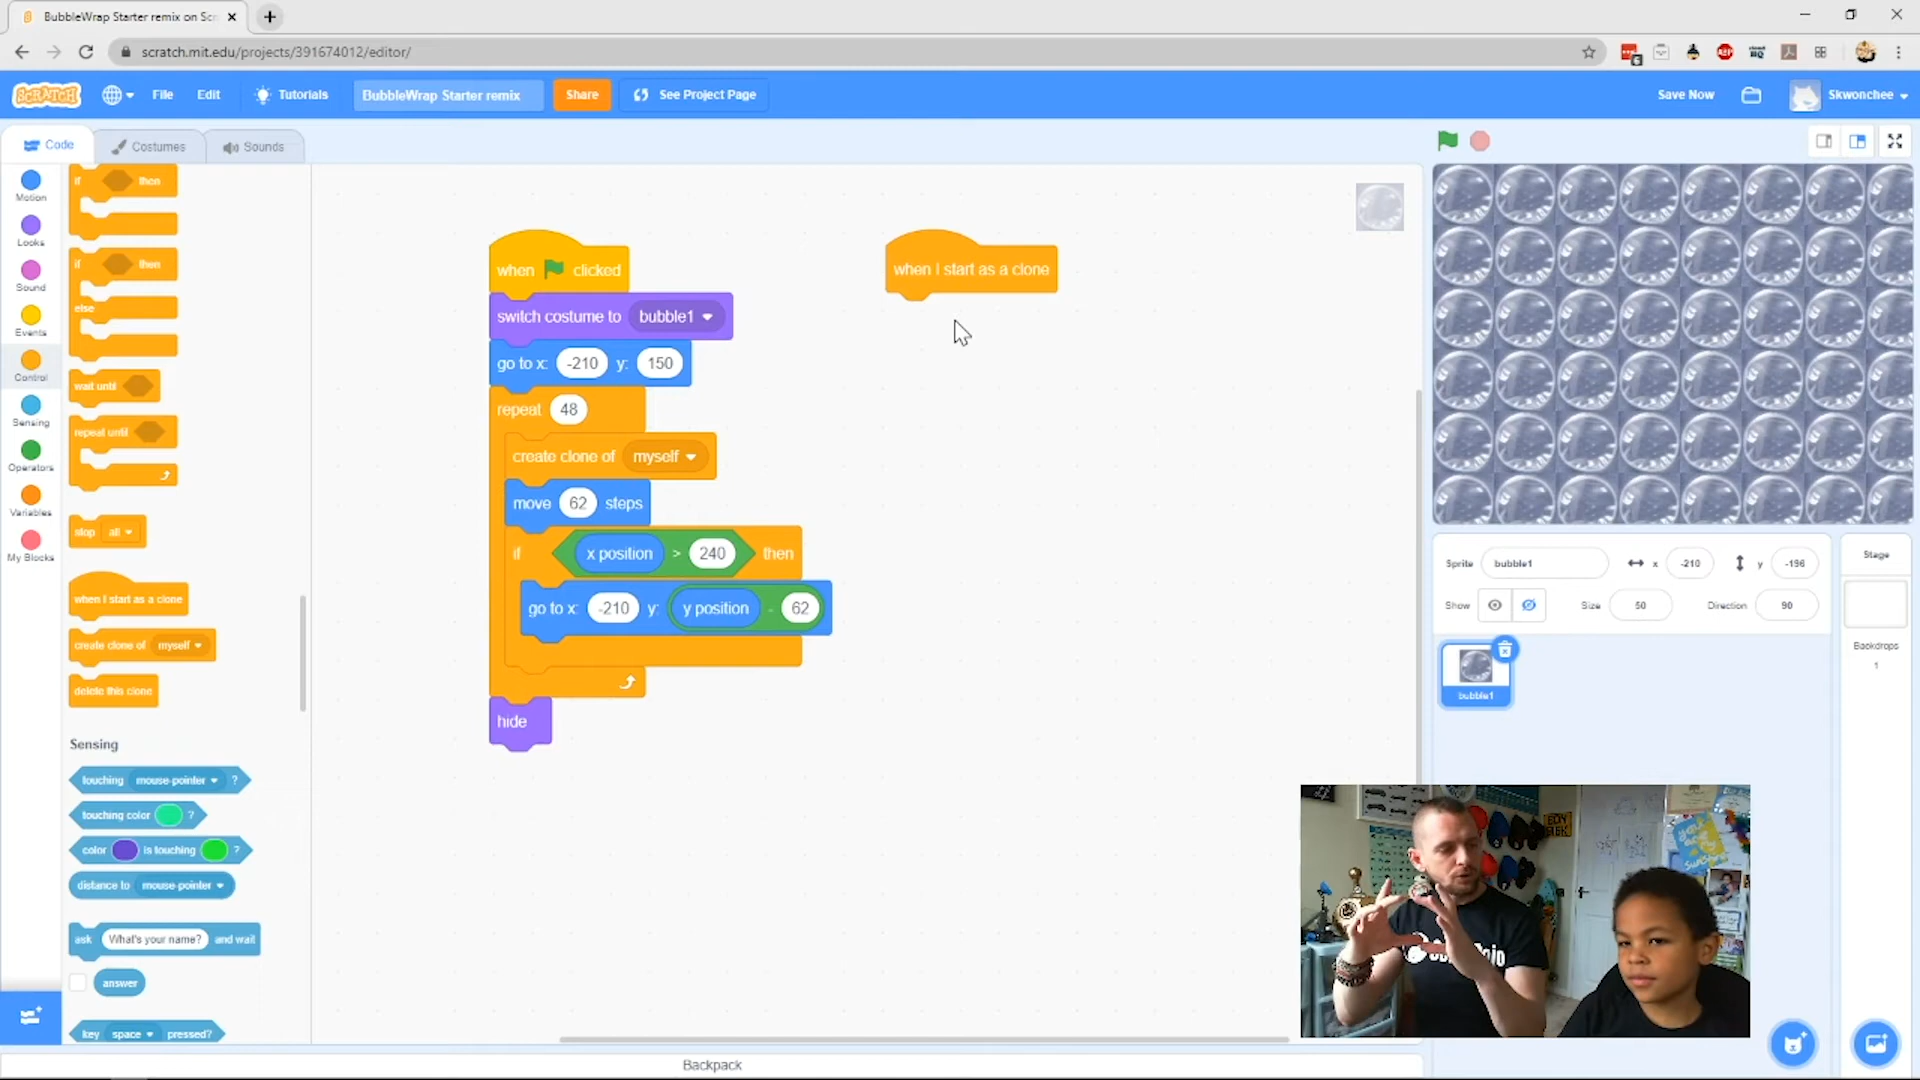 BubbleWrap Starter remix on Scr
scratch.mit.edu/projects/391674012/editor/
SCRATCH
File
Edit
Tutorials
BubbleWrap Starter remix
Share
See Project Page
Save Now
Skwonchee
Code
Costumes
Sounds
Motion
Looks
Sound
Events
Control
Sensing
Operators
Variables
My Blocks
if then
if then
else
wait until
repeat until
stop all
when I start as a clone
create clone of myself
delete this clone
Sensing
touching mouse-pointer ?
touching color ?
color is touching ?
distance to mouse-pointer
ask What's your name? and wait
answer
key space pressed?
when clicked
switch costume to bubble1
go to x: -210 y: 150
repeat 48
create clone of myself
move 62 steps
if x position > 240 then
go to x: -210 y: y position - 62
hide
when I start as a clone
Sprite bubble1 x -210 y -196
Show Size 50 Direction 90
bubble1
Stage
Backdrops
1
Backpack